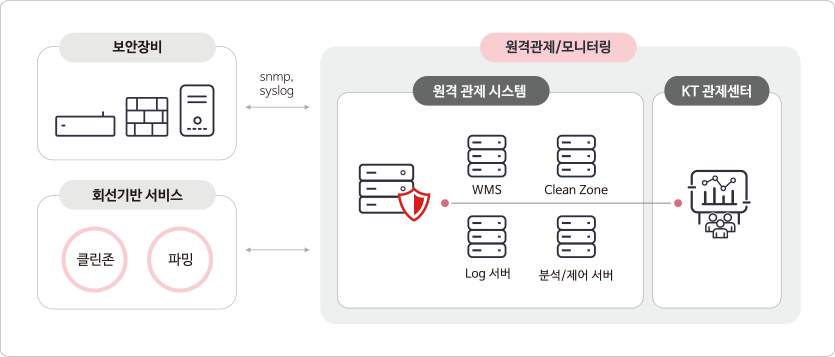 보안장비
snmp,
syslog
회선기반 서비스
클린존
파밍
원격관제/모니터링
원격 관제 시스템
WMS
Clean Zone
Log 서버
분석/제어 서버
KT 관제센터